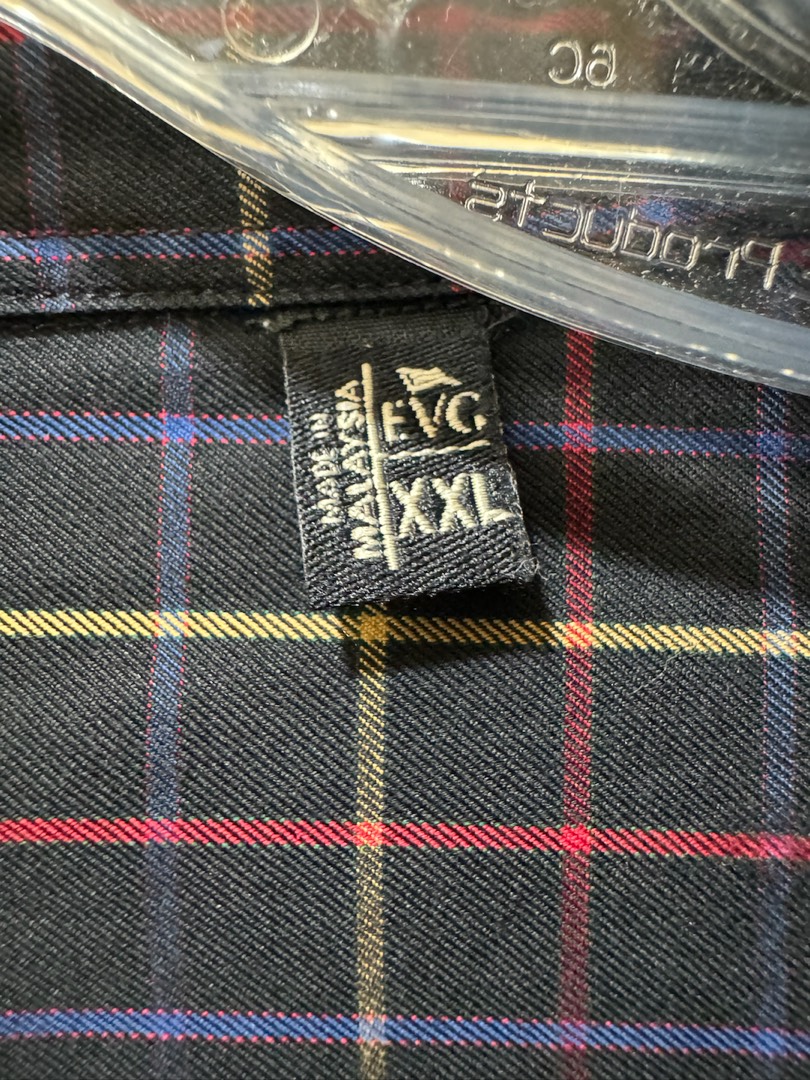 6C
Products
EVG
XXL
MADE IN
MALAYSIA